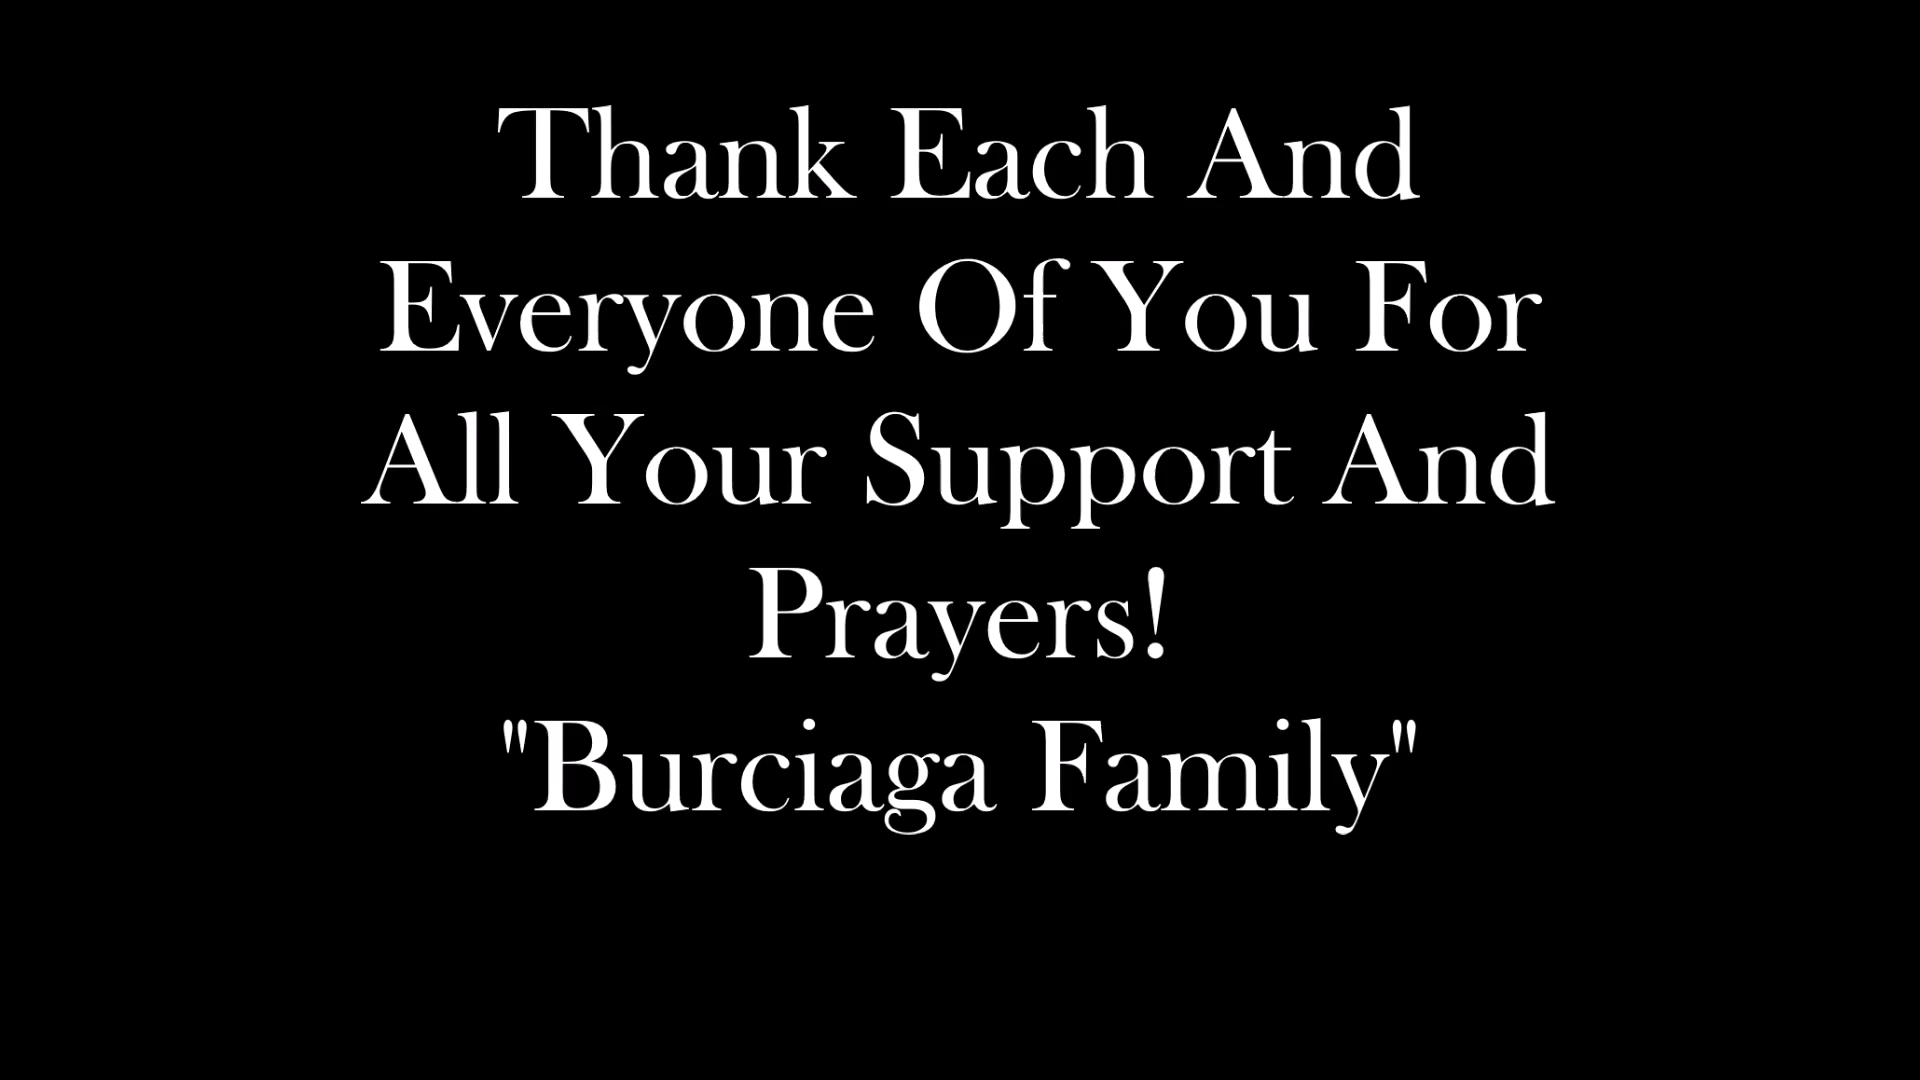 Thank Each And
Everyone Of You For
All Your Support And
Prayers!
"Burciaga Family"